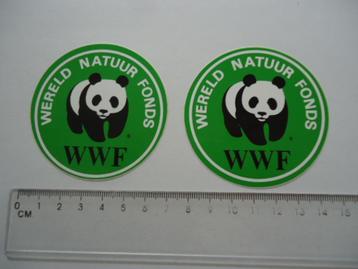 WERELD NATUUR FONDS
WWF
WERELD NATUUR FONDS
WWF
0 1 2 3 4 5 6 7 8 9 10 11 12 13 14 15
CM